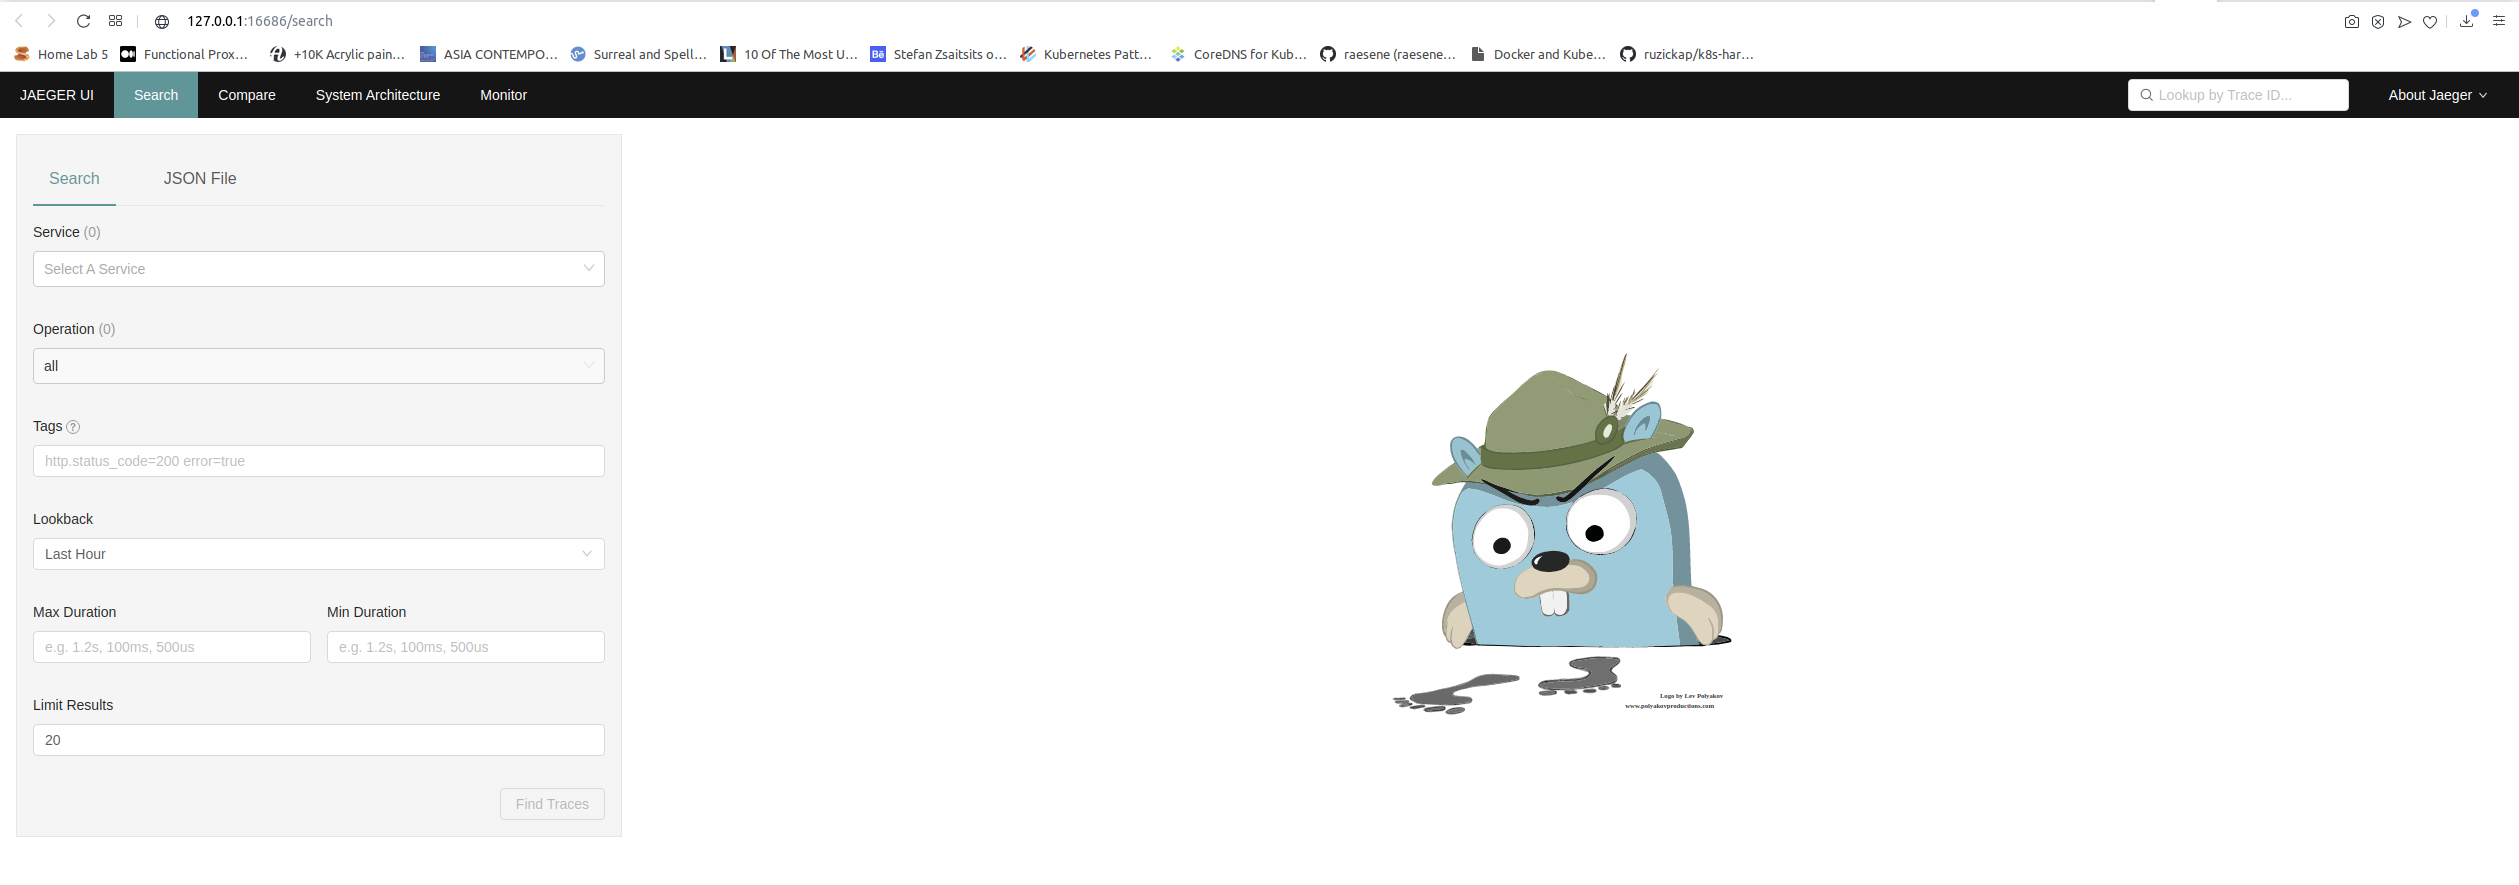 127.0.0.1:16686/search
Home Lab 5 Functional Prox... +10K Acrylic pain... ASIA CONTEMPO... Surreal and Spell... 10 Of The Most U... Bē Stefan Zsaitsits o... Kubernetes Patt... CoreDNS for Kub... raesene (raesene... Docker and Kube... ruzickap/k8s-har...
JAEGER UI Search Compare System Architecture Monitor Lookup by Trace ID... About Jaeger
Search JSON File
Service (0)
Select A Service
Operation (0)
all
Tags ?
http.status_code=200 error=true
Lookback
Last Hour
Max Duration Min Duration
e.g. 1.2s, 100ms, 500us e.g. 1.2s, 100ms, 500us
Limit Results
20
Find Traces
Logo by Lev Polyakov
www.polyakovproductions.com